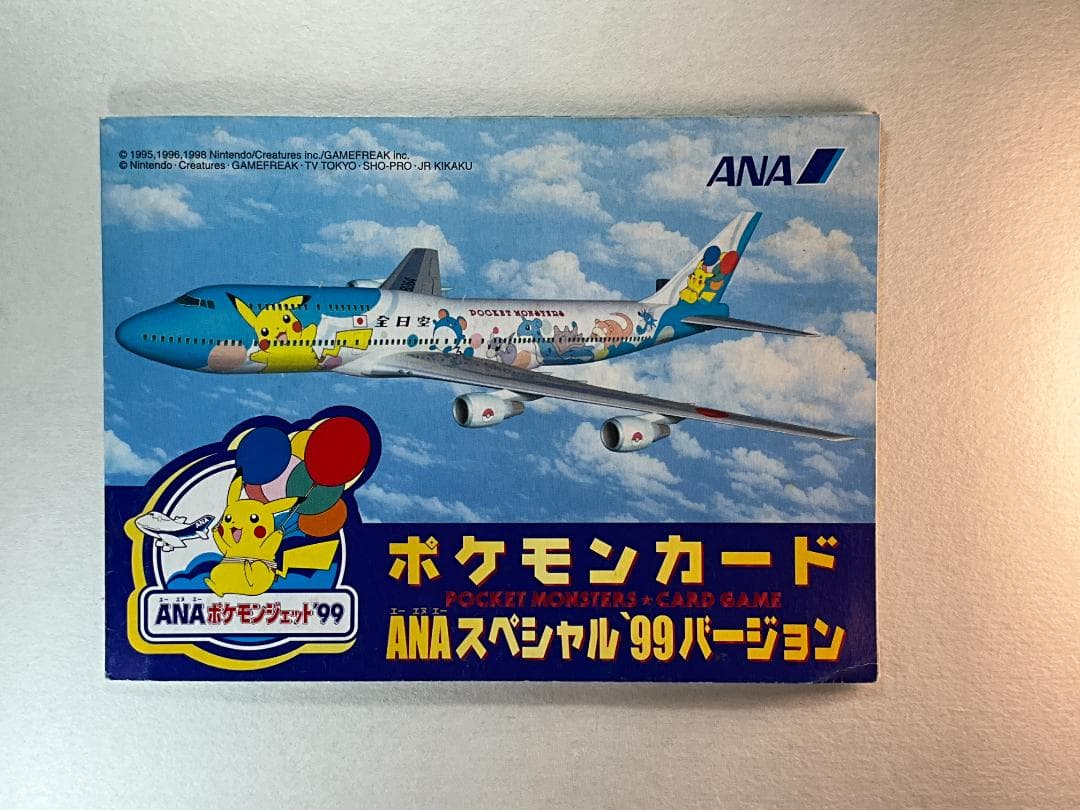 © 1995,1996,1998 Nintendo/Creatures inc./GAMEFREAK inc.
© Nintendo・Creatures・GAMEFREAK・TV TOKYO・SHO-PRO・JR KIKAKU
ANA
全日空
POCKET MONSTERS
ANA
エー エヌ エー
ANAポケモンジェット'99
ポケモンカード
POCKET MONSTERS★CARD GAME
エー エヌ エー
ANAスペシャル'99バージョン